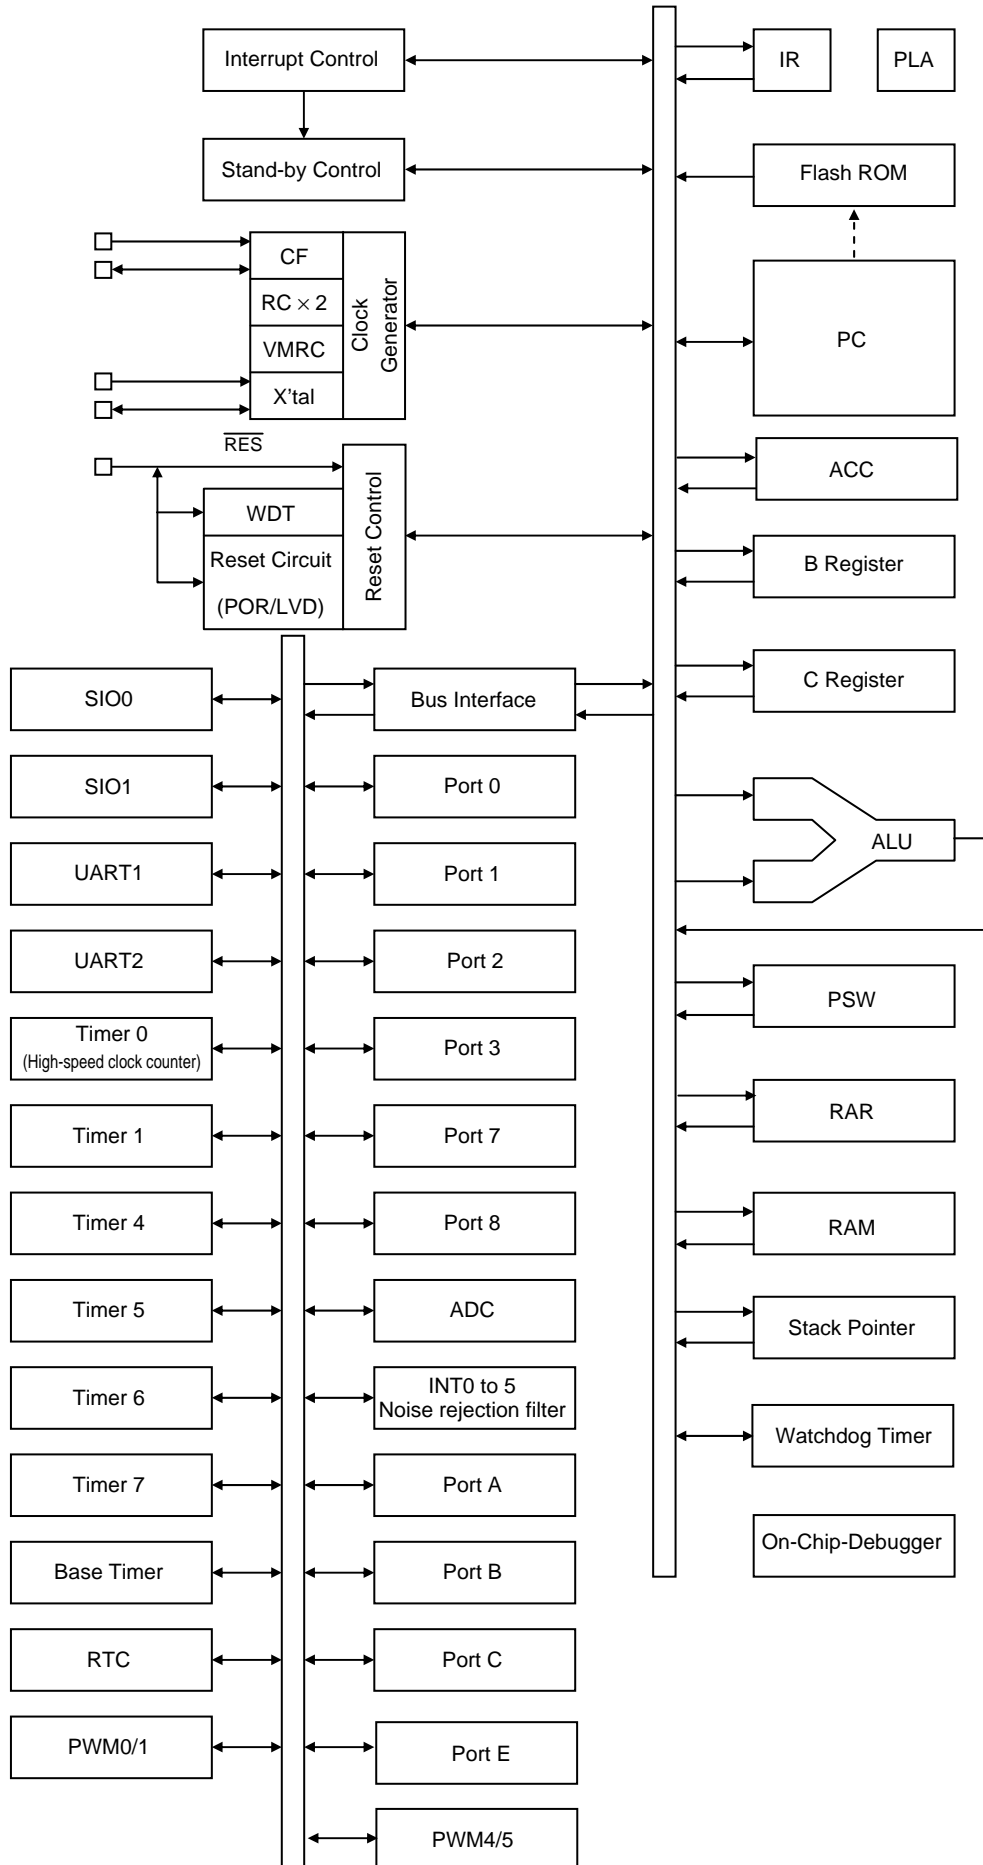 Interrupt Control
IR
PLA
Stand-by Control
Flash ROM
CF
RC × 2
VMRC
X'tal
Clock
Generator
PC
RES
WDT
Reset Circuit
(POR/LVD)
Reset Control
ACC
B Register
C Register
SIO0
Bus Interface
SIO1
Port 0
ALU
UART1
Port 1
UART2
Port 2
PSW
Timer 0
(High-speed clock counter)
Port 3
RAR
Timer 1
Port 7
Timer 4
Port 8
RAM
Timer 5
ADC
Stack Pointer
Timer 6
INT0 to 5
Noise rejection filter
Watchdog Timer
Timer 7
Port A
On-Chip-Debugger
Base Timer
Port B
RTC
Port C
PWM0/1
Port E
PWM4/5